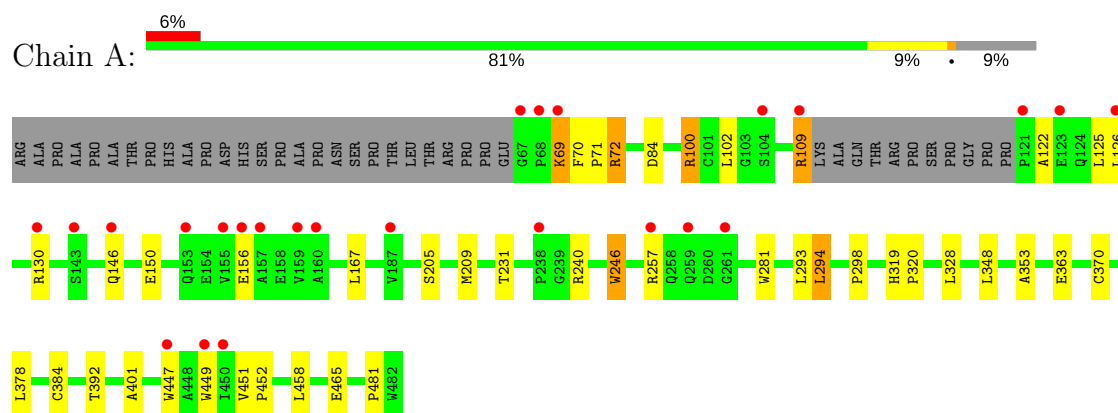 6%
Chain A:
81% 9% • 9%
ARG ALA PRO ALA PRO ALA THR PRO HIS ALA PRO ASP HIS SER PRO ALA PRO ASN SER PRO THR LEU THR ARG PRO PRO GLU G67 P68 K69 F70 P71 R72 D84 R100 C101 L102 G103 S104 R109 LYS ALA GLN THR ARG PRO SER PRO GLY PRO PRO P121 A122 E123 Q124 L125 L126
R130 S143 Q146 E150 Q153 E154 V155 E156 A157 E158 V159 A160 L167 V187 S205 M209 T231 P238 G239 R240 W246 R257 Q258 Q259 D260 G261 W281 L293 L294 P298 H319 P320 L328 L348 A353 E363 C370
L378 C384 T392 A401 W447 A448 W449 I450 V451 P452 L458 E465 P481 W482